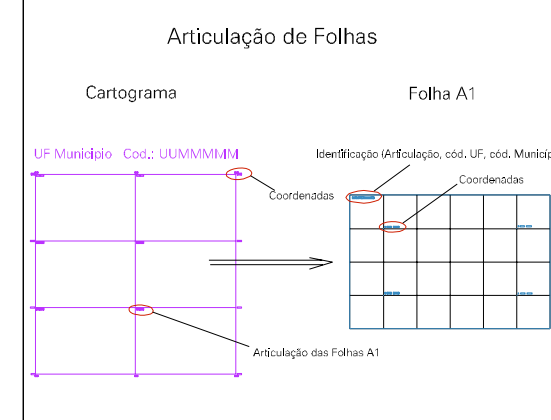 Articulação de Folhas
Cartograma
Folha A1
UF Municipio Cod.: UUMMMMM
Identificação (Articulação, cód. UF, cód. Municíp
Coordenadas
Coordenadas
Articulação das Folhas A1